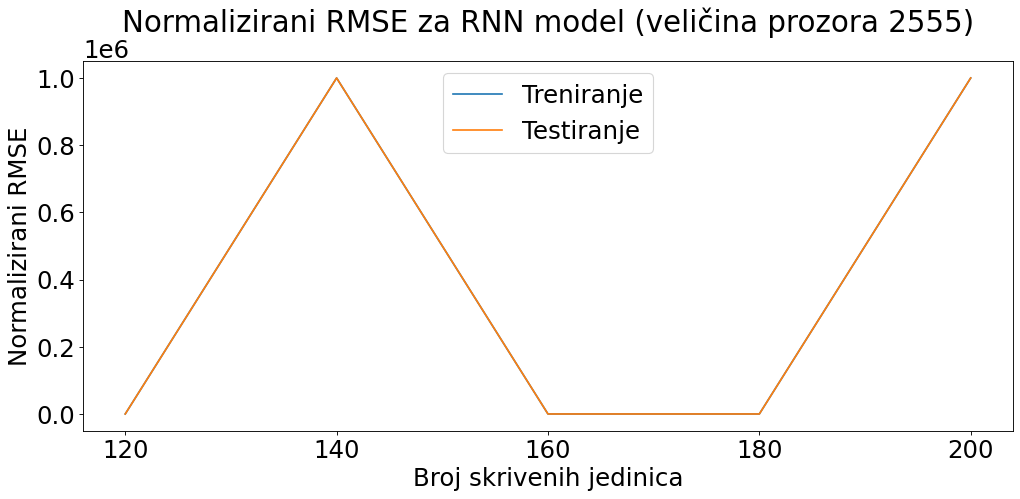 Normalizirani RMSE za RNN model (veličina prozora 2555)
1e6
Treniranje
Testiranje
1.0
0.8
0.6
0.4
0.2
0.0
Normalizirani RMSE
120 140 160 180 200
Broj skrivenih jedinica